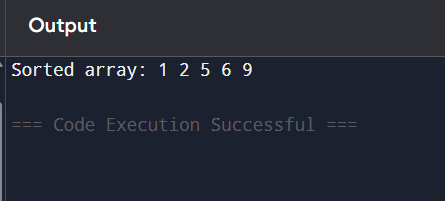 Output
Sorted array: 1 2 5 6 9
=== Code Execution Successful ===